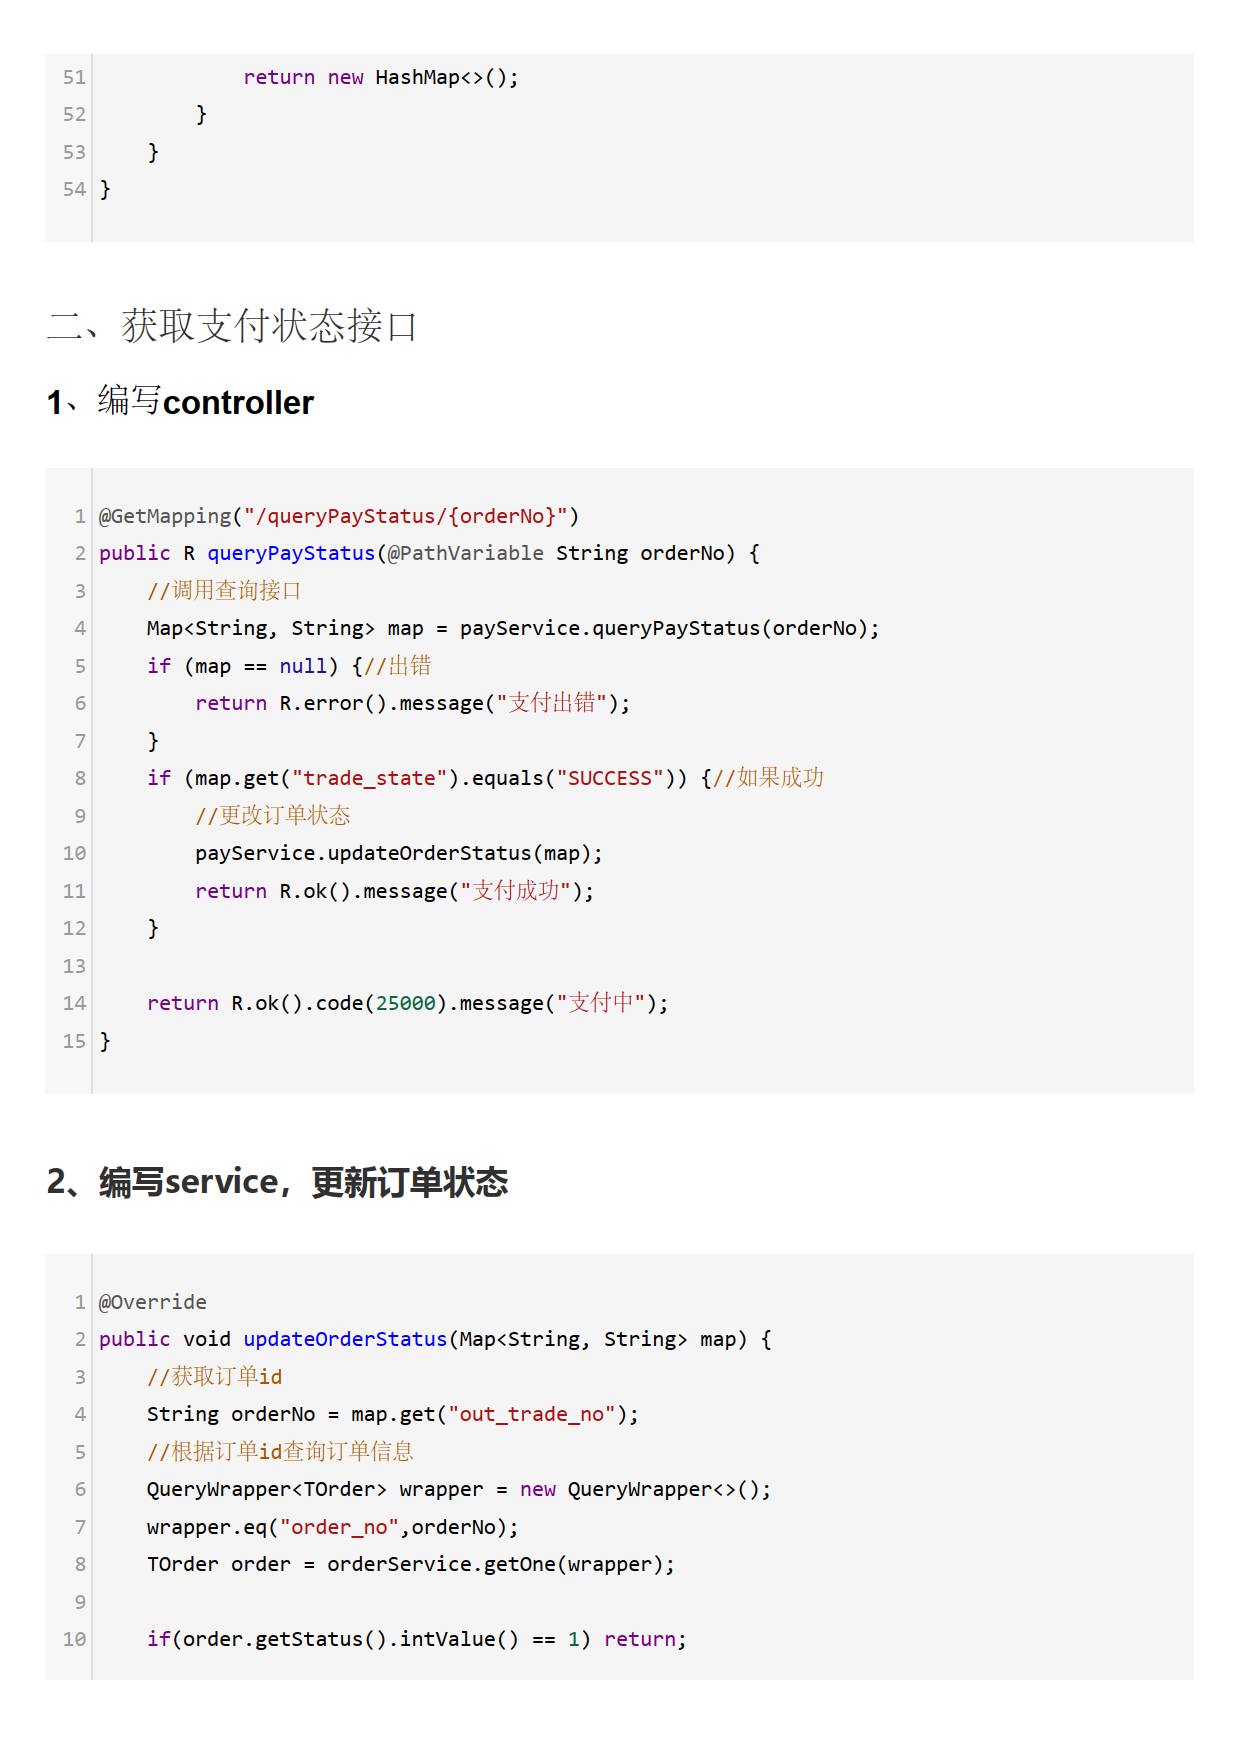 51             return new HashMap<>();
52         }
53     }
54 }
二、获取支付状态接口
1、编写controller
1 @GetMapping("/queryPayStatus/{orderNo}")
2 public R queryPayStatus(@PathVariable String orderNo) {
3     //调用查询接口
4     Map<String, String> map = payService.queryPayStatus(orderNo);
5     if (map == null) {//出错
6         return R.error().message("支付出错");
7     }
8     if (map.get("trade_state").equals("SUCCESS")) {//如果成功
9         //更改订单状态
10         payService.updateOrderStatus(map);
11         return R.ok().message("支付成功");
12     }
13
14     return R.ok().code(25000).message("支付中");
15 }
2、编写service，更新订单状态
1 @Override
2 public void updateOrderStatus(Map<String, String> map) {
3     //获取订单id
4     String orderNo = map.get("out_trade_no");
5     //根据订单id查询订单信息
6     QueryWrapper<TOrder> wrapper = new QueryWrapper<>();
7     wrapper.eq("order_no",orderNo);
8     TOrder order = orderService.getOne(wrapper);
9
10     if(order.getStatus().intValue() == 1) return;